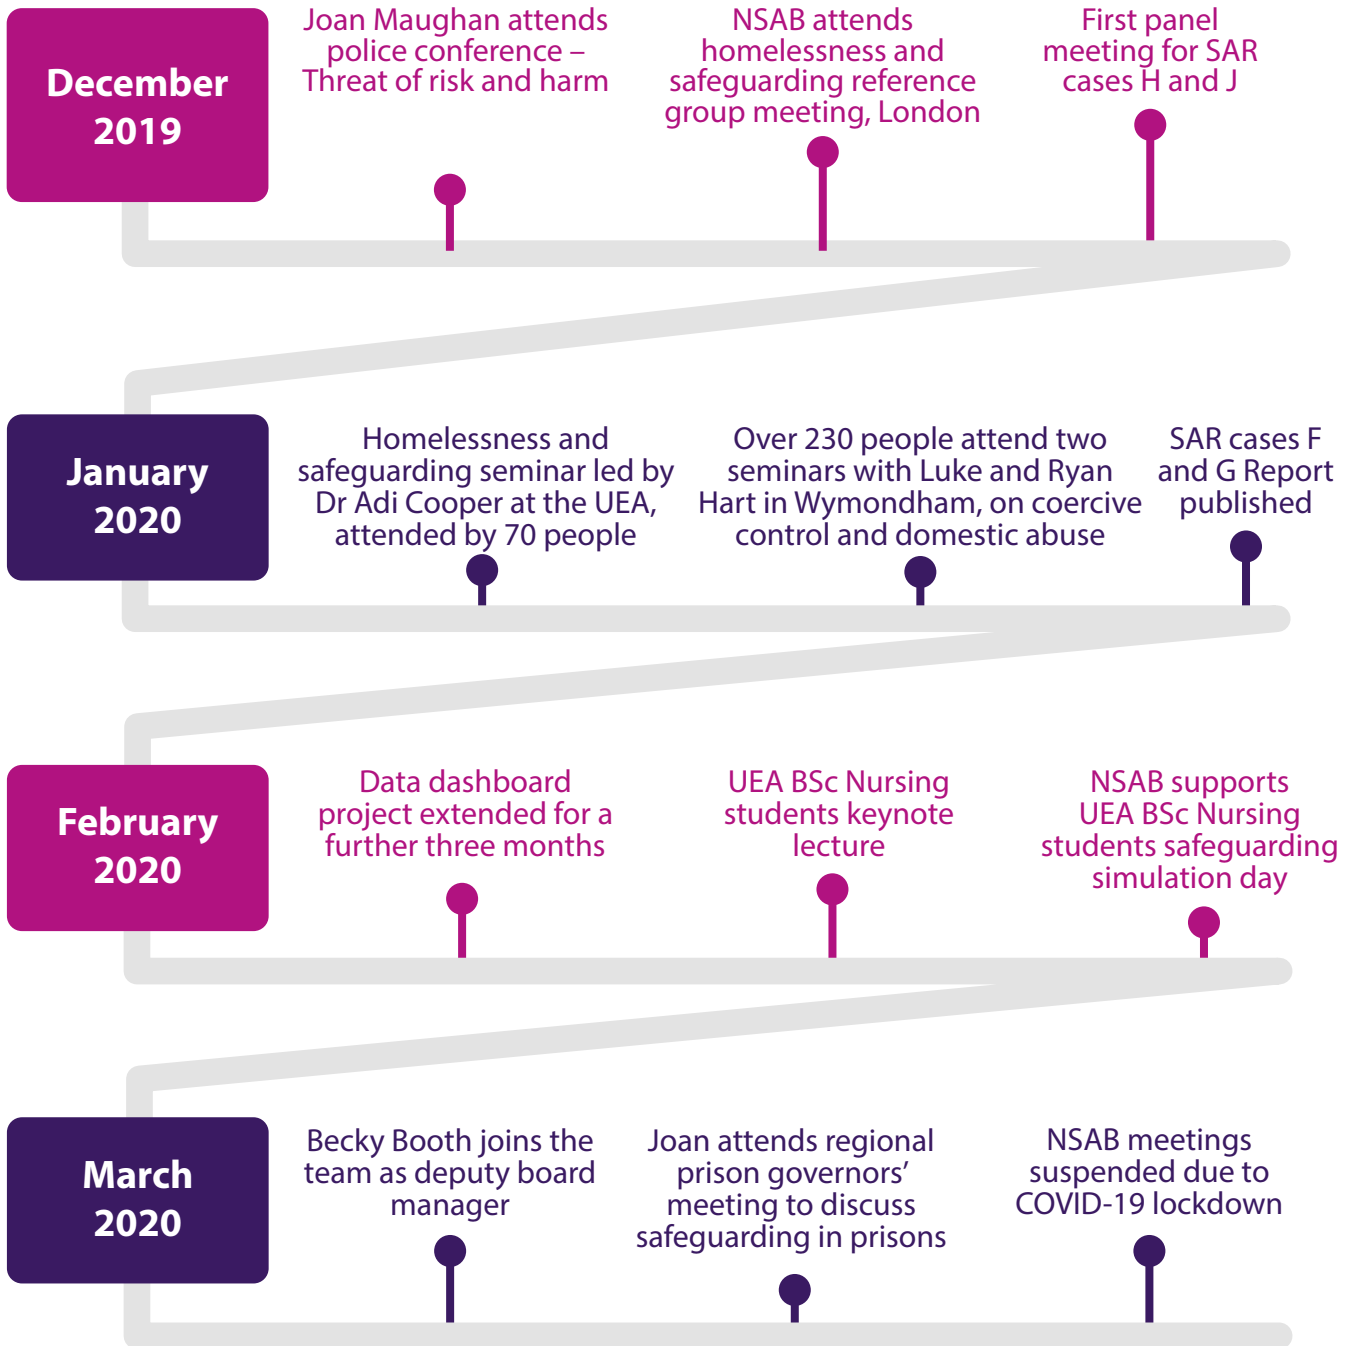 December
2019
Joan Maughan attends
police conference –
Threat of risk and harm
NSAB attends
homelessness and
safeguarding reference
group meeting, London
First panel
meeting for SAR
cases H and J
January
2020
Homelessness and
safeguarding seminar led by
Dr Adi Cooper at the UEA,
attended by 70 people
Over 230 people attend two
seminars with Luke and Ryan
Hart in Wymondham, on coercive
control and domestic abuse
SAR cases F
and G Report
published
February
2020
Data dashboard
project extended for a
further three months
UEA BSc Nursing
students keynote
lecture
NSAB supports
UEA BSc Nursing
students safeguarding
simulation day
March
2020
Becky Booth joins the
team as deputy board
manager
Joan attends regional
prison governors’
meeting to discuss
safeguarding in prisons
NSAB meetings
suspended due to
COVID-19 lockdown